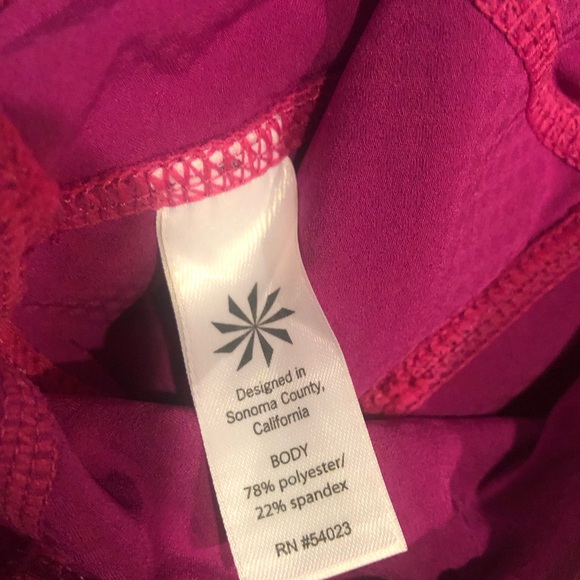 Designed in
Sonoma County,
California
BODY
78% polyester/
22% spandex
RN #54023